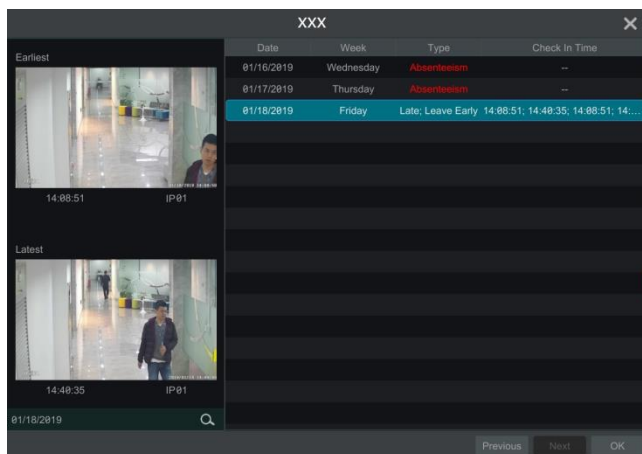 XXX
Earliest
14:08:51 IP01
Latest
14:40:35 IP01
01/18/2019
Date Week Type Check In Time
01/16/2019 Wednesday Absenteeism --
01/17/2019 Thursday Absenteeism --
01/18/2019 Friday Late; Leave Early 14:08:51; 14:40:35; 14:08:51; 14:...
Previous Next OK